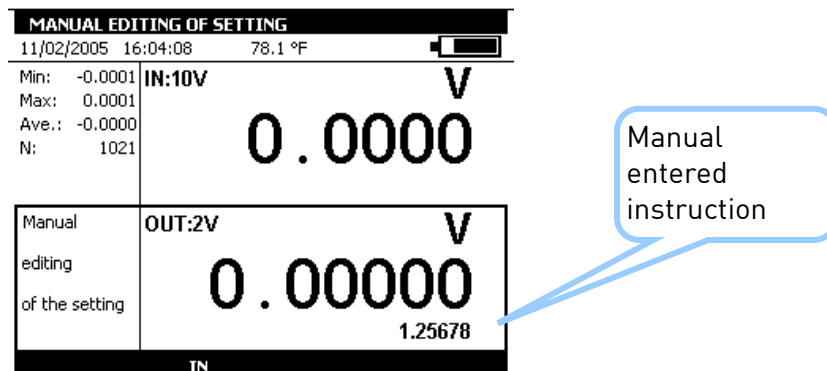 MANUAL EDITING OF SETTING
11/02/2005 16:04:08 78.1 °F
Min: -0.0001
Max: 0.0001
Ave.: -0.0000
N: 1021
IN:10V
V
0.0000
Manual
editing
of the setting
OUT:2V
V
0.00000
1.25678
IN
Manual
entered
instruction